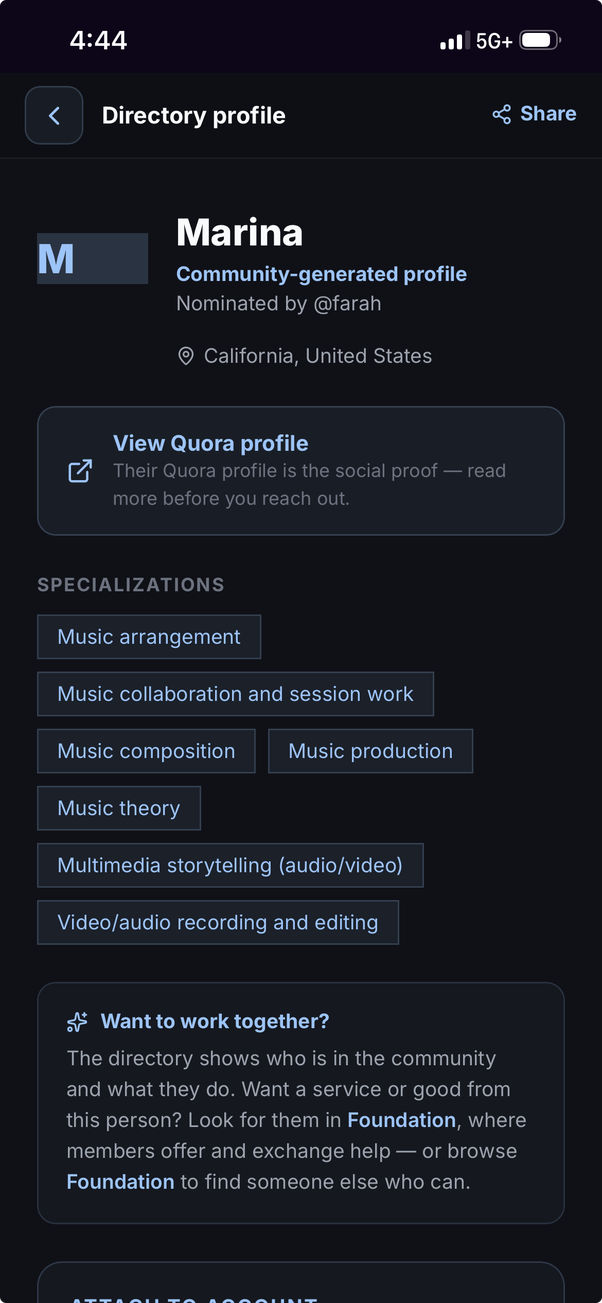 4:44
5G+
Directory profile
Share
M
Marina
Community-generated profile
Nominated by @farah
California, United States
View Quora profile
Their Quora profile is the social proof — read
more before you reach out.
SPECIALIZATIONS
Music arrangement
Music collaboration and session work
Music composition
Music production
Music theory
Multimedia storytelling (audio/video)
Video/audio recording and editing
Want to work together?
The directory shows who is in the community
and what they do. Want a service or good from
this person? Look for them in Foundation, where
members offer and exchange help — or browse
Foundation to find someone else who can.
ATTACH TO ACCOUNT